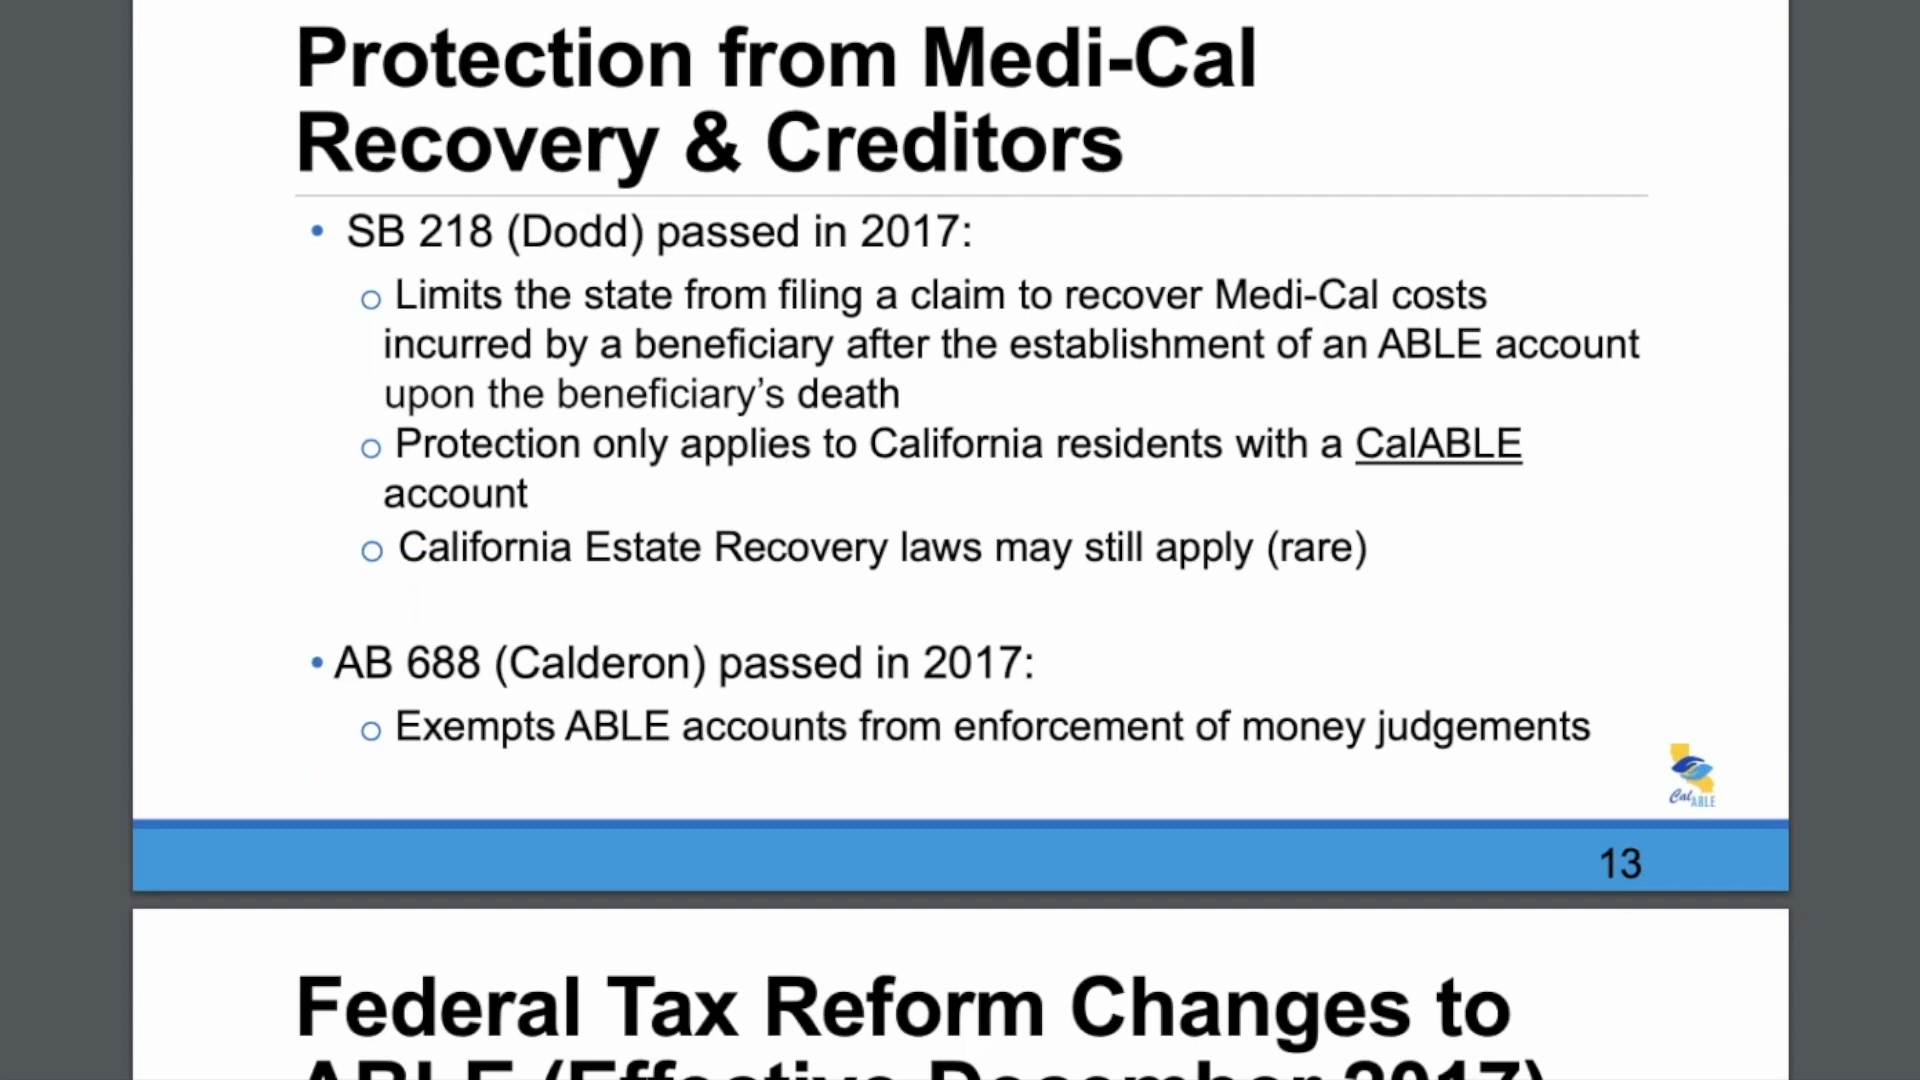 Protection from Medi-Cal
Recovery & Creditors
• SB 218 (Dodd) passed in 2017:
o Limits the state from filing a claim to recover Medi-Cal costs
incurred by a beneficiary after the establishment of an ABLE account
upon the beneficiary’s death
o Protection only applies to California residents with a CalABLE
account
o California Estate Recovery laws may still apply (rare)
• AB 688 (Calderon) passed in 2017:
o Exempts ABLE accounts from enforcement of money judgements
Cal ABLE
13
Federal Tax Reform Changes to
ABLE (Effective December 2017)